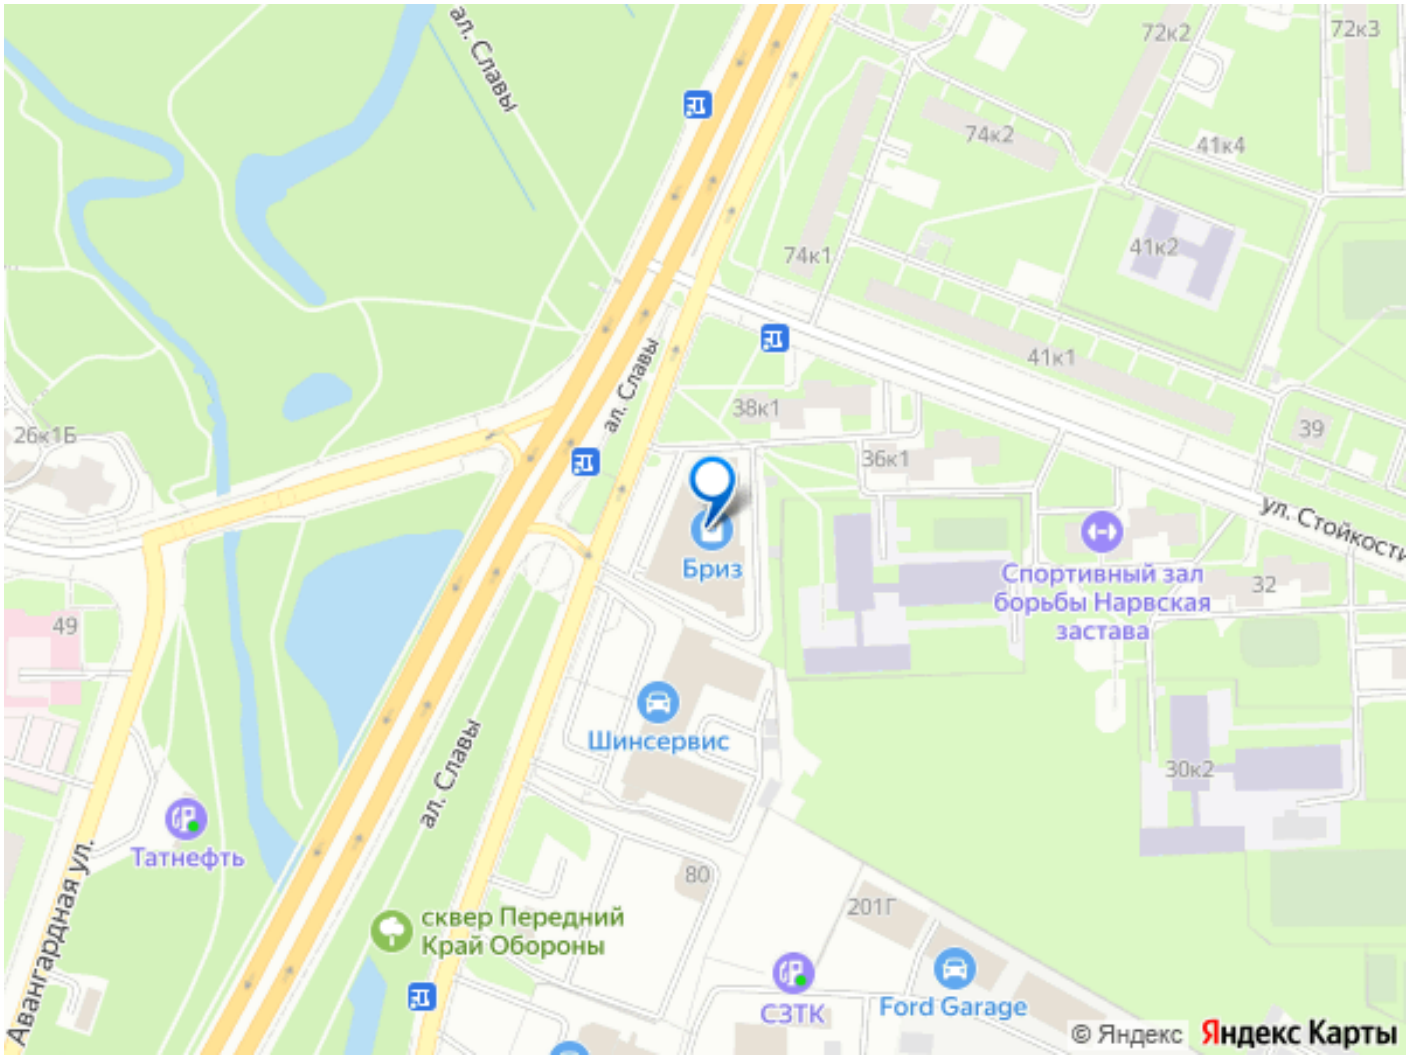 ал. Славы
72к2
72к3
74к2
41к4
74к1
41к2
41к1
ал. Славы
38к1
39
26к1Б
36к1
ул. Стойкости
Бриз
Спортивный зал
борьбы Нарвская
застава
32
49
Шинсервис
ал. Славы
30к2
Татнефть
80
201Г
сквер Передний
Край Обороны
Авангардная ул.
СЗТК
Ford Garage
© Яндекс Яндекс Карты